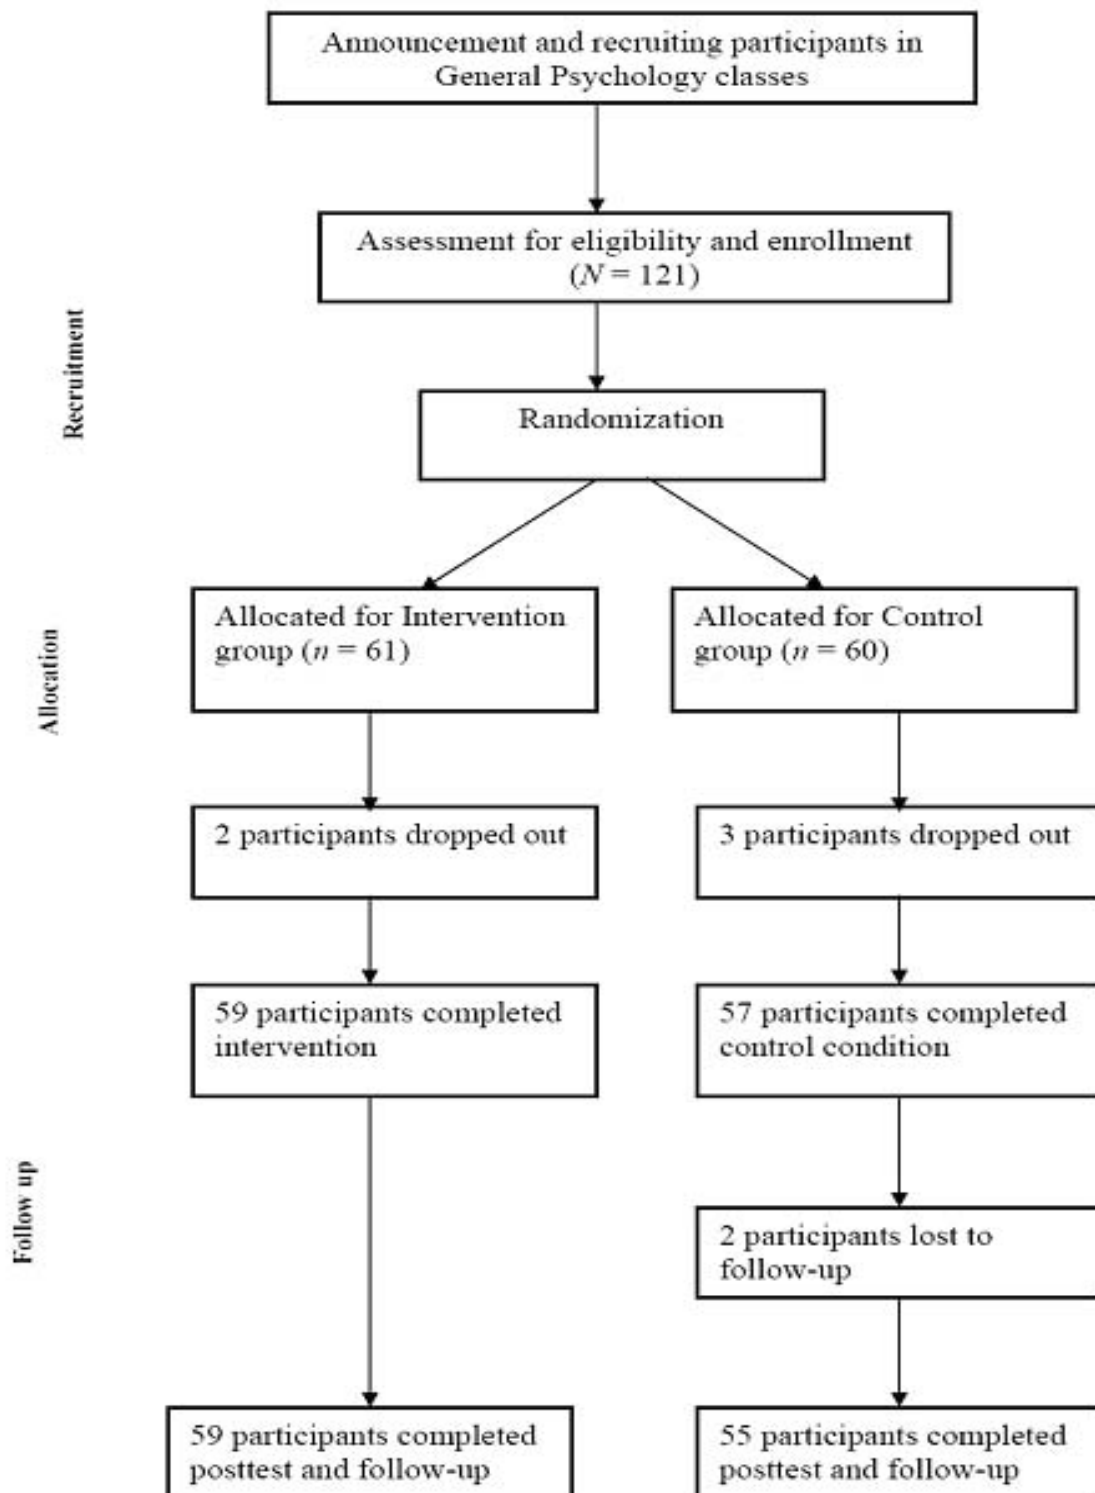 Announcement and recruiting participants in
General Psychology classes
Assessment for eligibility and enrollment
(N = 121)
Recruitment
Randomization
Allocated for Intervention
group (n = 61)
Allocated for Control
group (n = 60)
Allocation
2 participants dropped out
3 participants dropped out
59 participants completed
intervention
57 participants completed
control condition
Follow up
2 participants lost to
follow-up
59 participants completed
posttest and follow-up
55 participants completed
posttest and follow-up